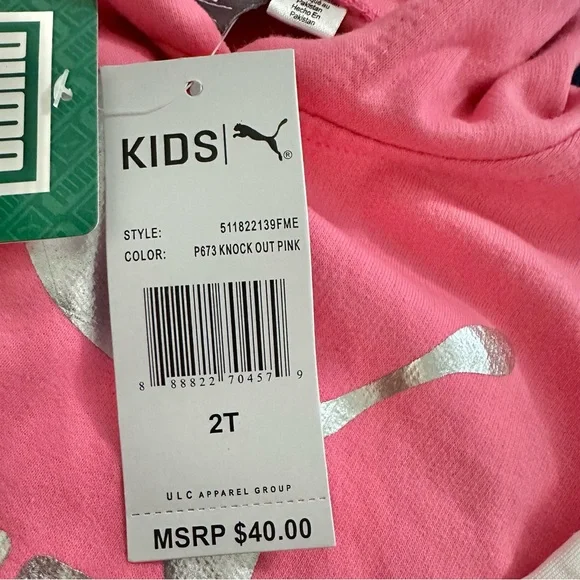 Hecho En
Pakistan
PUMA
KIDS
®
STYLE: 511822139FME
COLOR: P673 KNOCK OUT PINK
8 88822 70457 9
2T
ULC APPAREL GROUP
MSRP $40.00